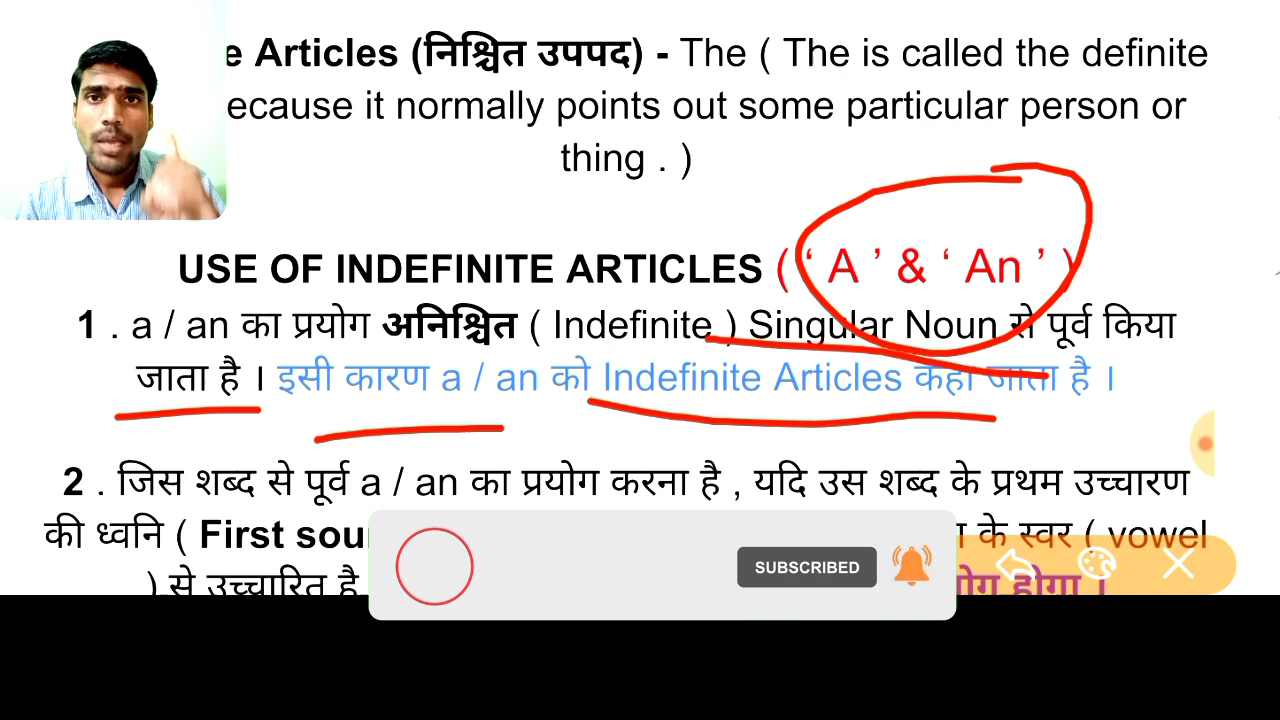 e Articles (निश्चित उपपद) - The ( The is called the definite
ecause it normally points out some particular person or
thing . )
USE OF INDEFINITE ARTICLES ( ‘ A ’ & ‘ An ’ )
1 . a / an का प्रयोग अनिश्चित ( Indefinite ) Singular Noun से पूर्व किया
जाता है । इसी कारण a / an को Indefinite Articles कहा जाता है ।
2 . जिस शब्द से पूर्व a / an का प्रयोग करना है , यदि उस शब्द के प्रथम उच्चारण
की ध्वनि ( First sou के स्वर ( vowel
) से उच्चारित है होगा ।
SUBSCRIBED